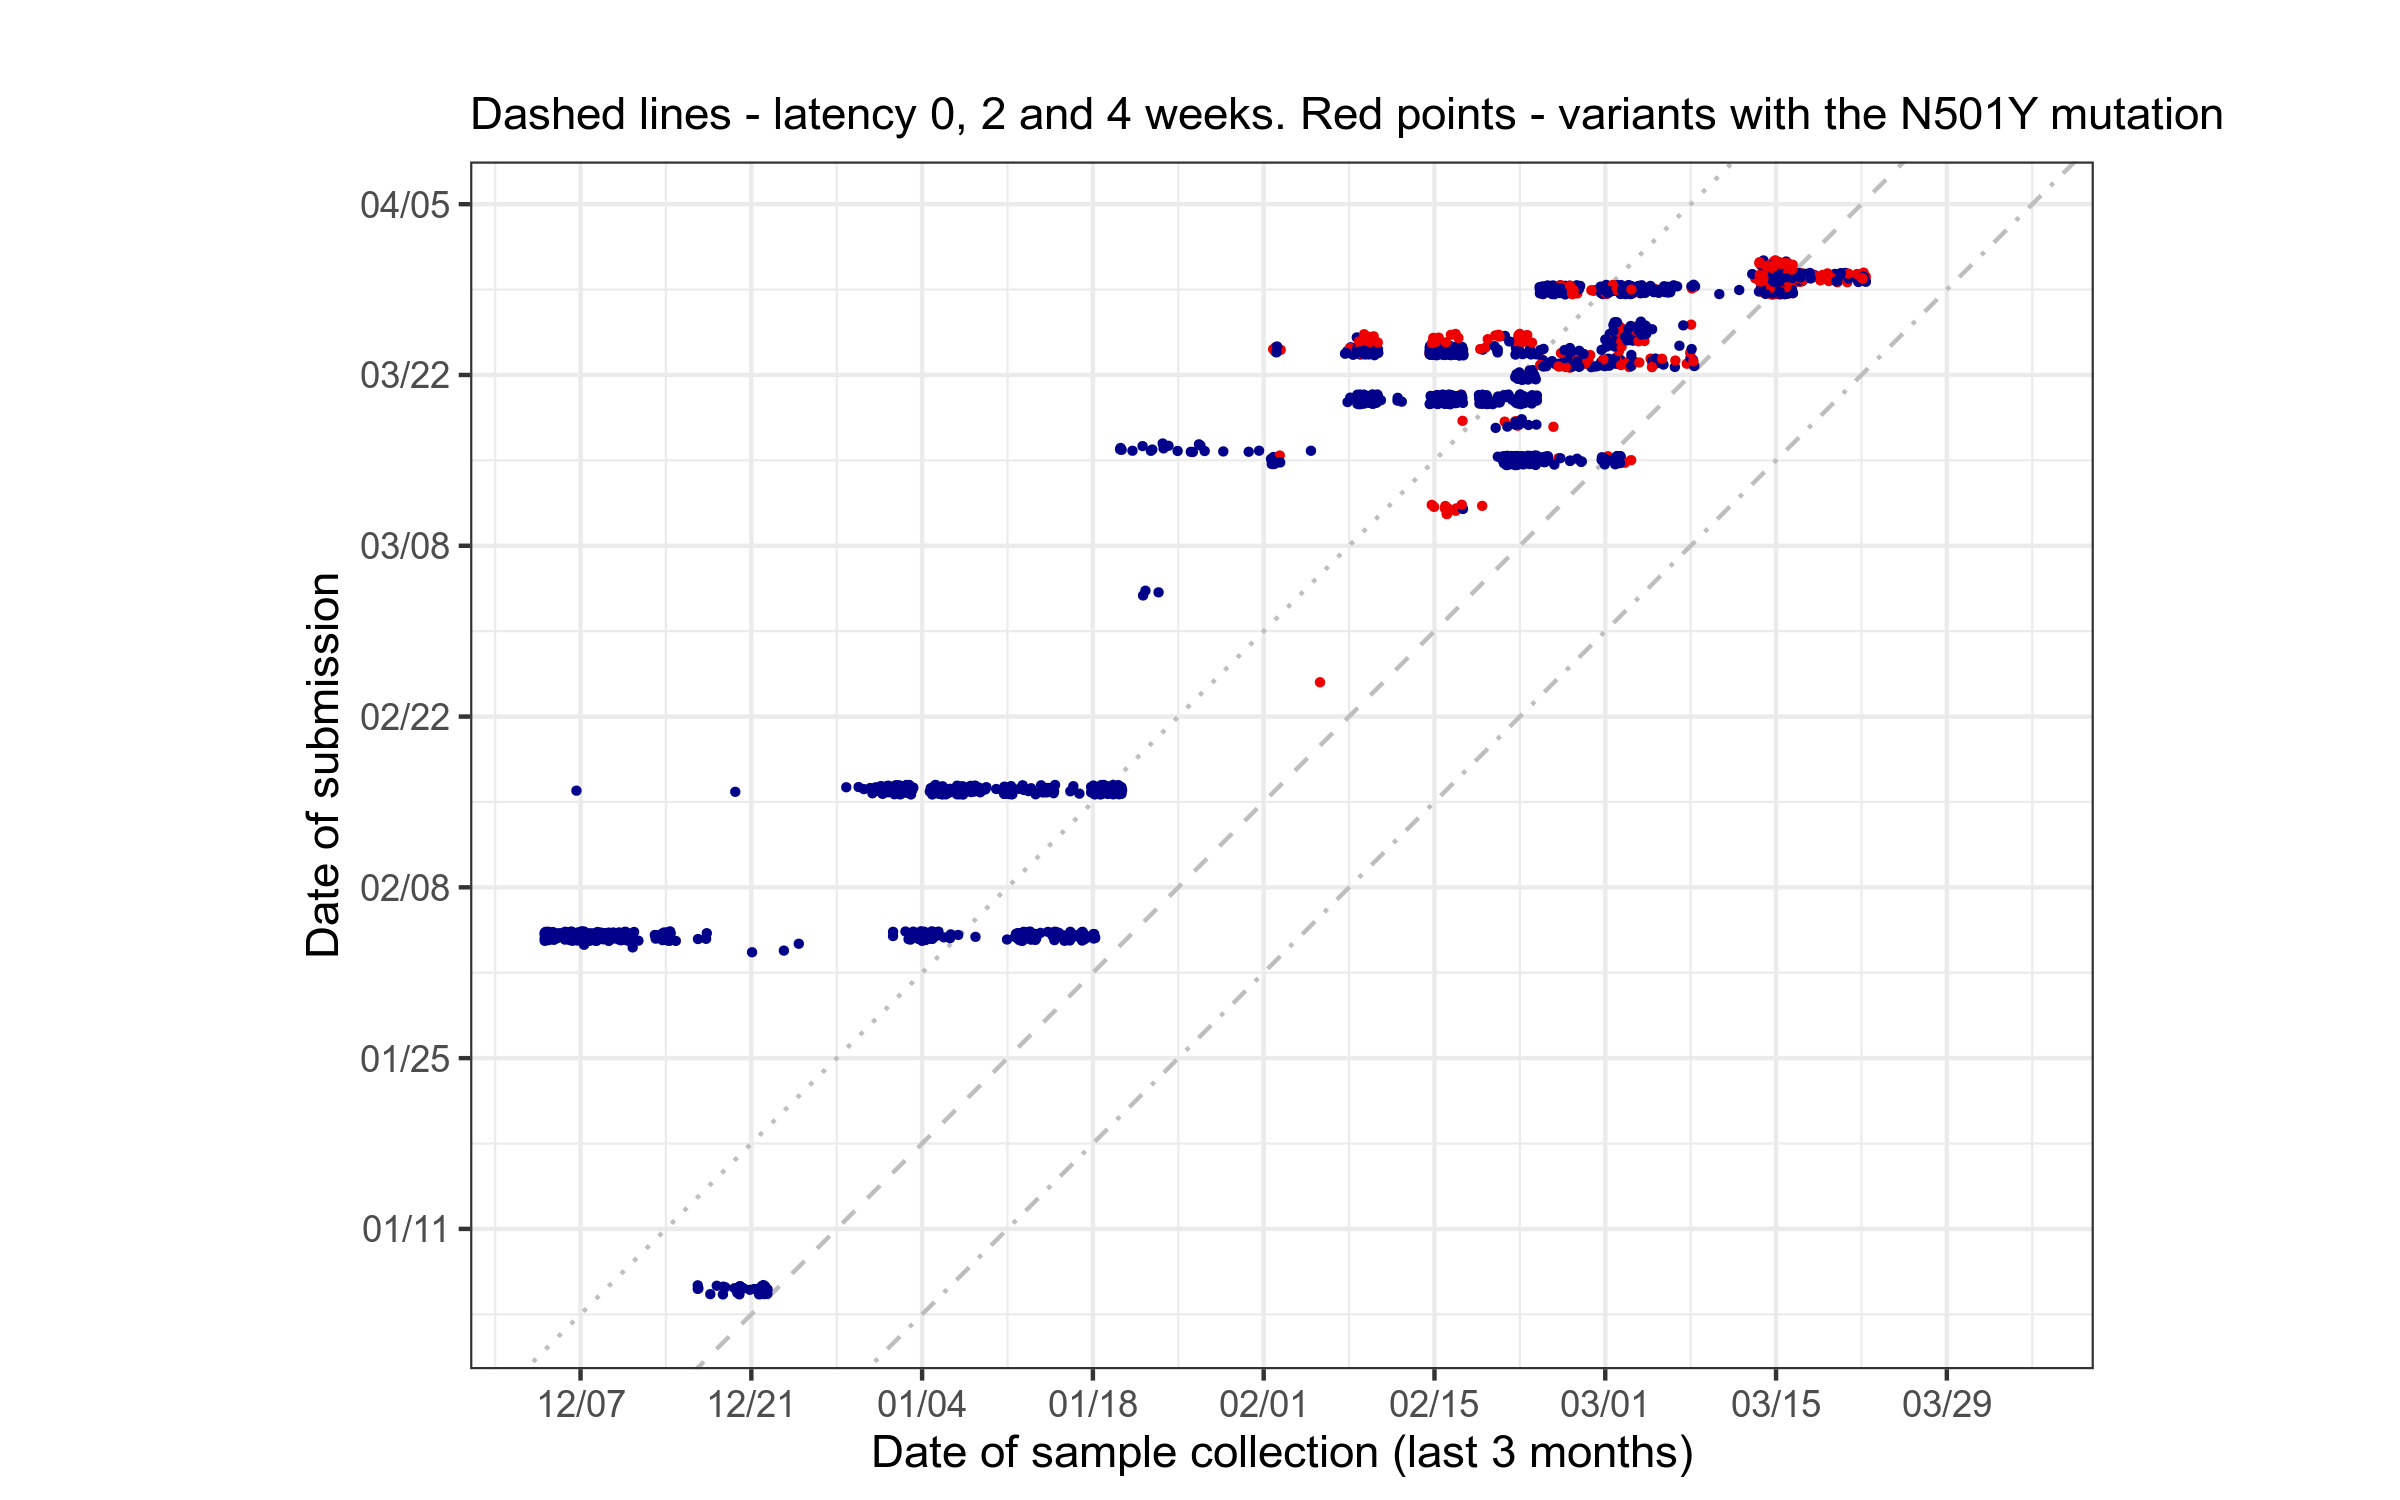 Dashed lines - latency 0, 2 and 4 weeks. Red points - variants with the N501Y mutation
04/05
03/22
03/08
02/22
02/08
01/25
01/11
Date of submission
12/07 12/21 01/04 01/18 02/01 02/15 03/01 03/15 03/29
Date of sample collection (last 3 months)